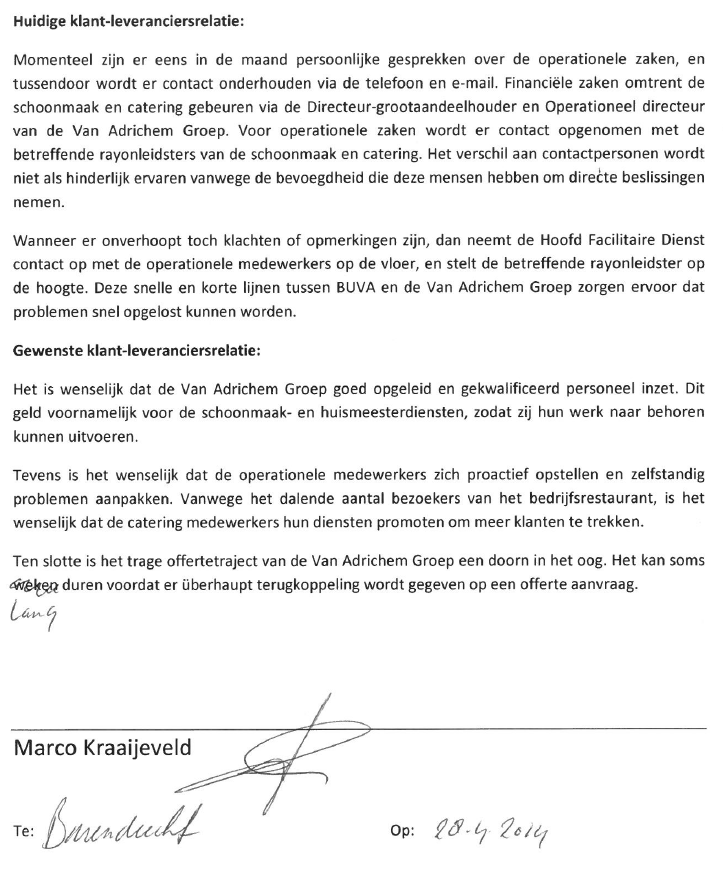 Huidige klant-leveranciersrelatie:
Momenteel zijn er eens in de maand persoonlijke gesprekken over de operationele zaken, en
tussendoor wordt er contact onderhouden via de telefoon en e-mail. Financiële zaken omtrent de
schoonmaak en catering gebeuren via de Directeur-grootaandeelhouder en Operationeel directeur
van de Van Adrichem Groep. Voor operationele zaken wordt er contact opgenomen met de
betreffende rayonleidsters van de schoonmaak en catering. Het verschil aan contactpersonen wordt
niet als hinderlijk ervaren vanwege de bevoegdheid die deze mensen hebben om directe beslissingen
nemen.
Wanneer er onverhoopt toch klachten of opmerkingen zijn, dan neemt de Hoofd Facilitaire Dienst
contact op met de operationele medewerkers op de vloer, en stelt de betreffende rayonleidster op
de hoogte. Deze snelle en korte lijnen tussen BUVA en de Van Adrichem Groep zorgen ervoor dat
problemen snel opgelost kunnen worden.
Gewenste klant-leveranciersrelatie:
Het is wenselijk dat de Van Adrichem Groep goed opgeleid en gekwalificeerd personeel inzet. Dit
geld voornamelijk voor de schoonmaak- en huismeesterdiensten, zodat zij hun werk naar behoren
kunnen uitvoeren.
Tevens is het wenselijk dat de operationele medewerkers zich proactief opstellen en zelfstandig
problemen aanpakken. Vanwege het dalende aantal bezoekers van het bedrijfsrestaurant, is het
wenselijk dat de catering medewerkers hun diensten promoten om meer klanten te trekken.
Ten slotte is het trage offertetraject van de Van Adrichem Groep een doorn in het oog. Het kan soms
weken duren voordat er überhaupt terugkoppeling wordt gegeven op een offerte aanvraag.
Lang
Marco Kraaijeveld
Te: Barendrecht Op: 28-4-2014